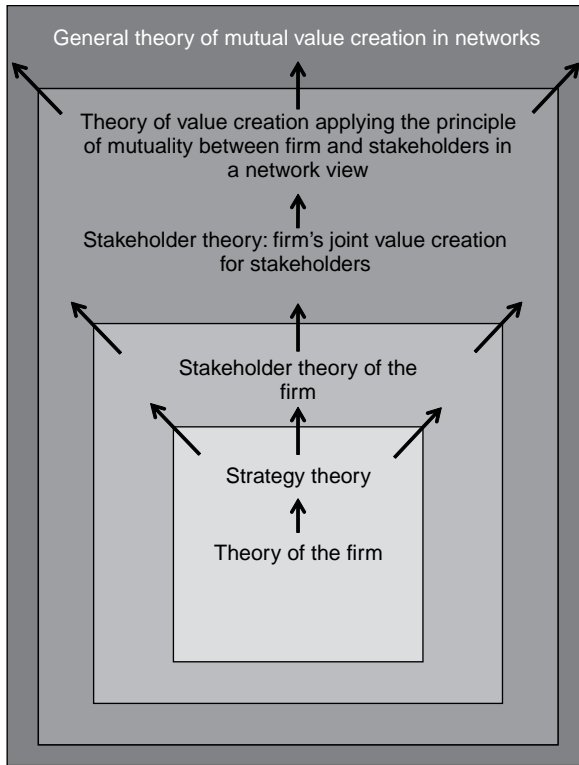 General theory of mutual value creation in networks
Theory of value creation applying the principle
of mutuality between firm and stakeholders in
a network view
Stakeholder theory: firm's joint value creation
for stakeholders
Stakeholder theory of the
firm
Strategy theory
Theory of the firm